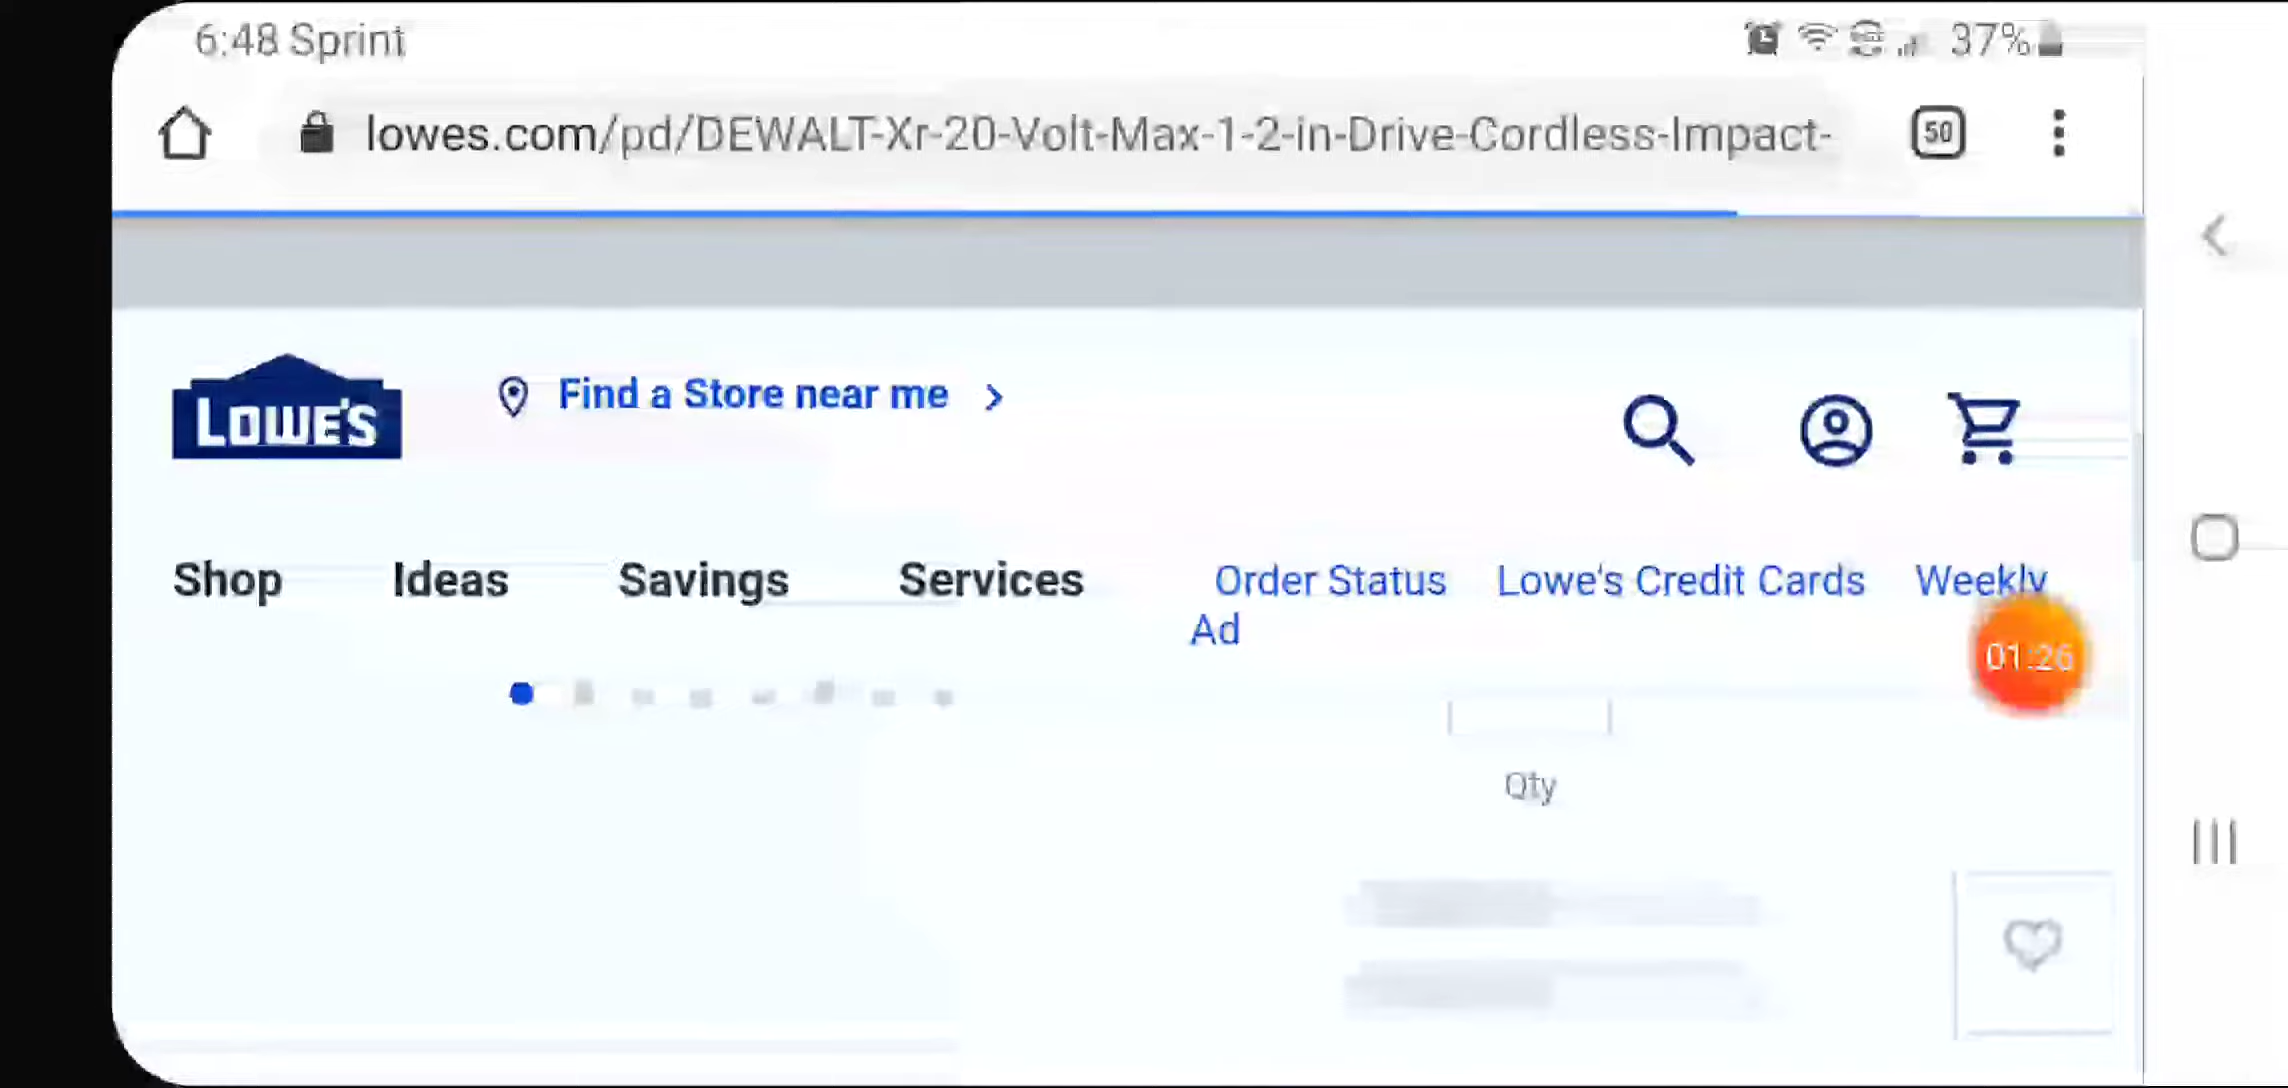 6:48 Sprint
37%
lowes.com/pd/DEWALT-Xr-20-Volt-Max-1-2-in-Drive-Cordless-Impact-
50
LOWE'S
Find a Store near me
Shop Ideas Savings Services Order Status Lowe's Credit Cards Weekly
Ad
01:26
Qty